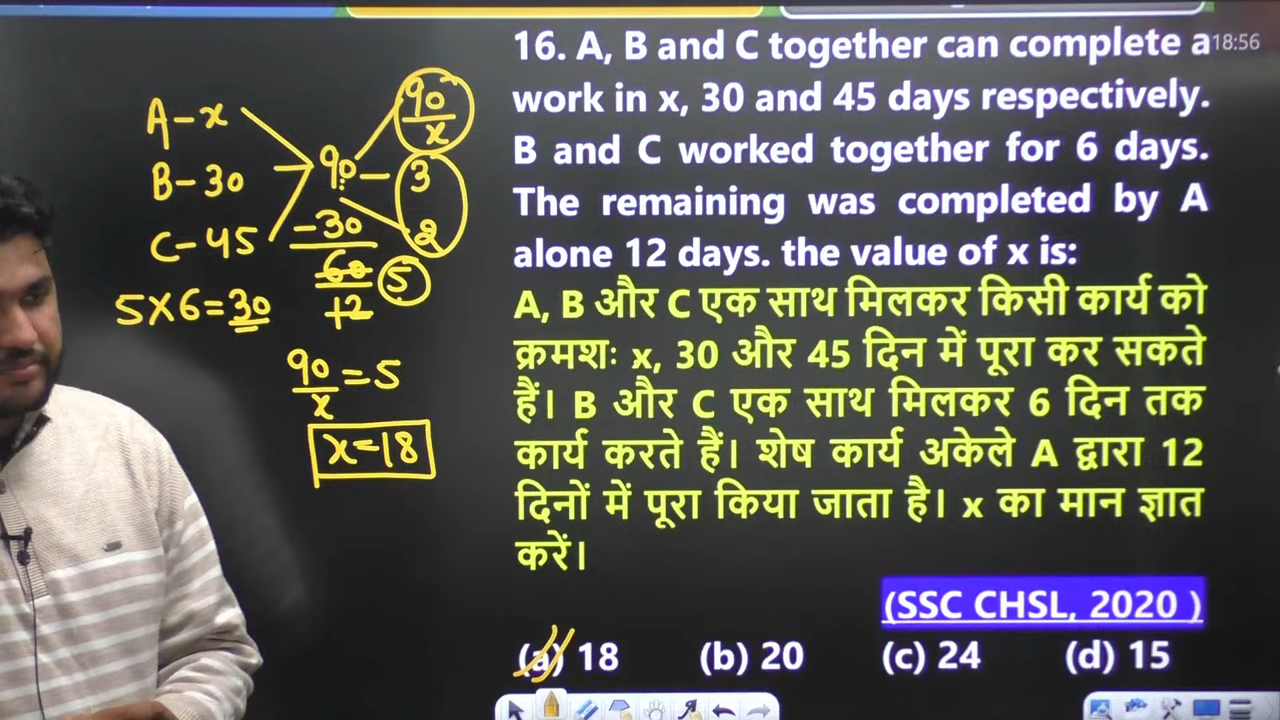 18:56
16. A, B and C together can complete a
work in x, 30 and 45 days respectively.
B and C worked together for 6 days.
The remaining was completed by A
alone 12 days. the value of x is:
A, B और C एक साथ मिलकर किसी कार्य को
क्रमशः x, 30 और 45 दिन में पूरा कर सकते
हैं। B और C एक साथ मिलकर 6 दिन तक
कार्य करते हैं। शेष कार्य अकेले A द्वारा 12
दिनों में पूरा किया जाता है। x का मान ज्ञात
करें।
(SSC CHSL, 2020 )
(a) 18 (b) 20 (c) 24 (d) 15
A-x
B-30
C-45
90
90/x
3
2
-30
60
12
5
5x6=30
90/x=5
x=18